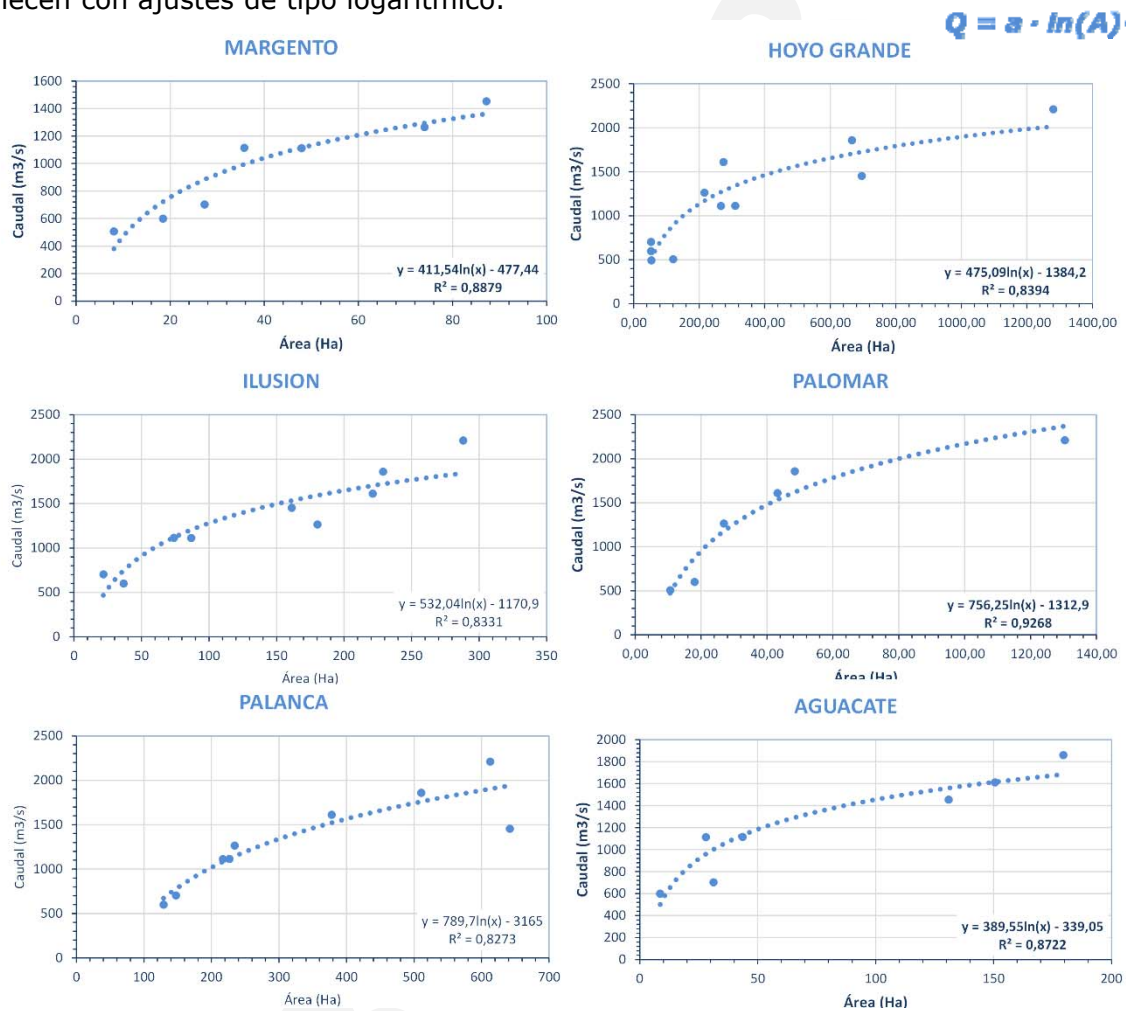 necen con ajustes de tipo logarítmico.
Q = a · ln(A)
MARGENTO
1600
1400
1200
1000
800
600
400
200
0
Caudal (m3/s)
y = 411,54ln(x) - 477,44
R² = 0,8879
0 20 40 60 80 100
Área (Ha)
HOYO GRANDE
2500
2000
1500
1000
500
0
Caudal (m3/s)
y = 475,09ln(x) - 1384,2
R² = 0,8394
0,00 200,00 400,00 600,00 800,00 1000,00 1200,00 1400,00
Área (Ha)
ILUSION
2500
2000
1500
1000
500
0
Caudal (m3/s)
y = 532,04ln(x) - 1170,9
R² = 0,8331
0 50 100 150 200 250 300 350
Área (Ha)
PALOMAR
2500
2000
1500
1000
500
0
Caudal (m3/s)
y = 756,25ln(x) - 1312,9
R² = 0,9268
0,00 20,00 40,00 60,00 80,00 100,00 120,00 140,00
Área (Ha)
PALANCA
2500
2000
1500
1000
500
0
Caudal (m3/s)
y = 789,7ln(x) - 3165
R² = 0,8273
0 100 200 300 400 500 600 700
Área (Ha)
AGUACATE
2000
1800
1600
1400
1200
1000
800
600
400
200
0
Caudal (m3/s)
y = 389,55ln(x) - 339,05
R² = 0,8722
0 50 100 150 200
Área (Ha)